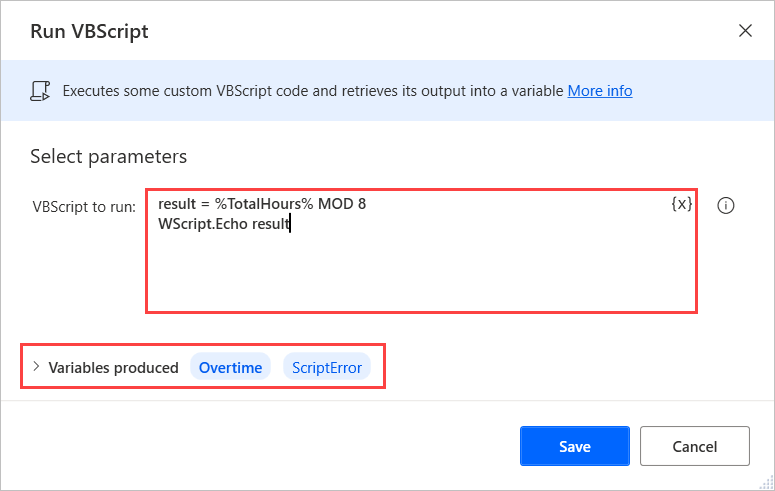 Run VBScript
Executes some custom VBScript code and retrieves its output into a variable More info
Select parameters
VBScript to run:
result = %TotalHours% MOD 8
{x}
WScript.Echo result
Variables produced Overtime ScriptError
Save Cancel